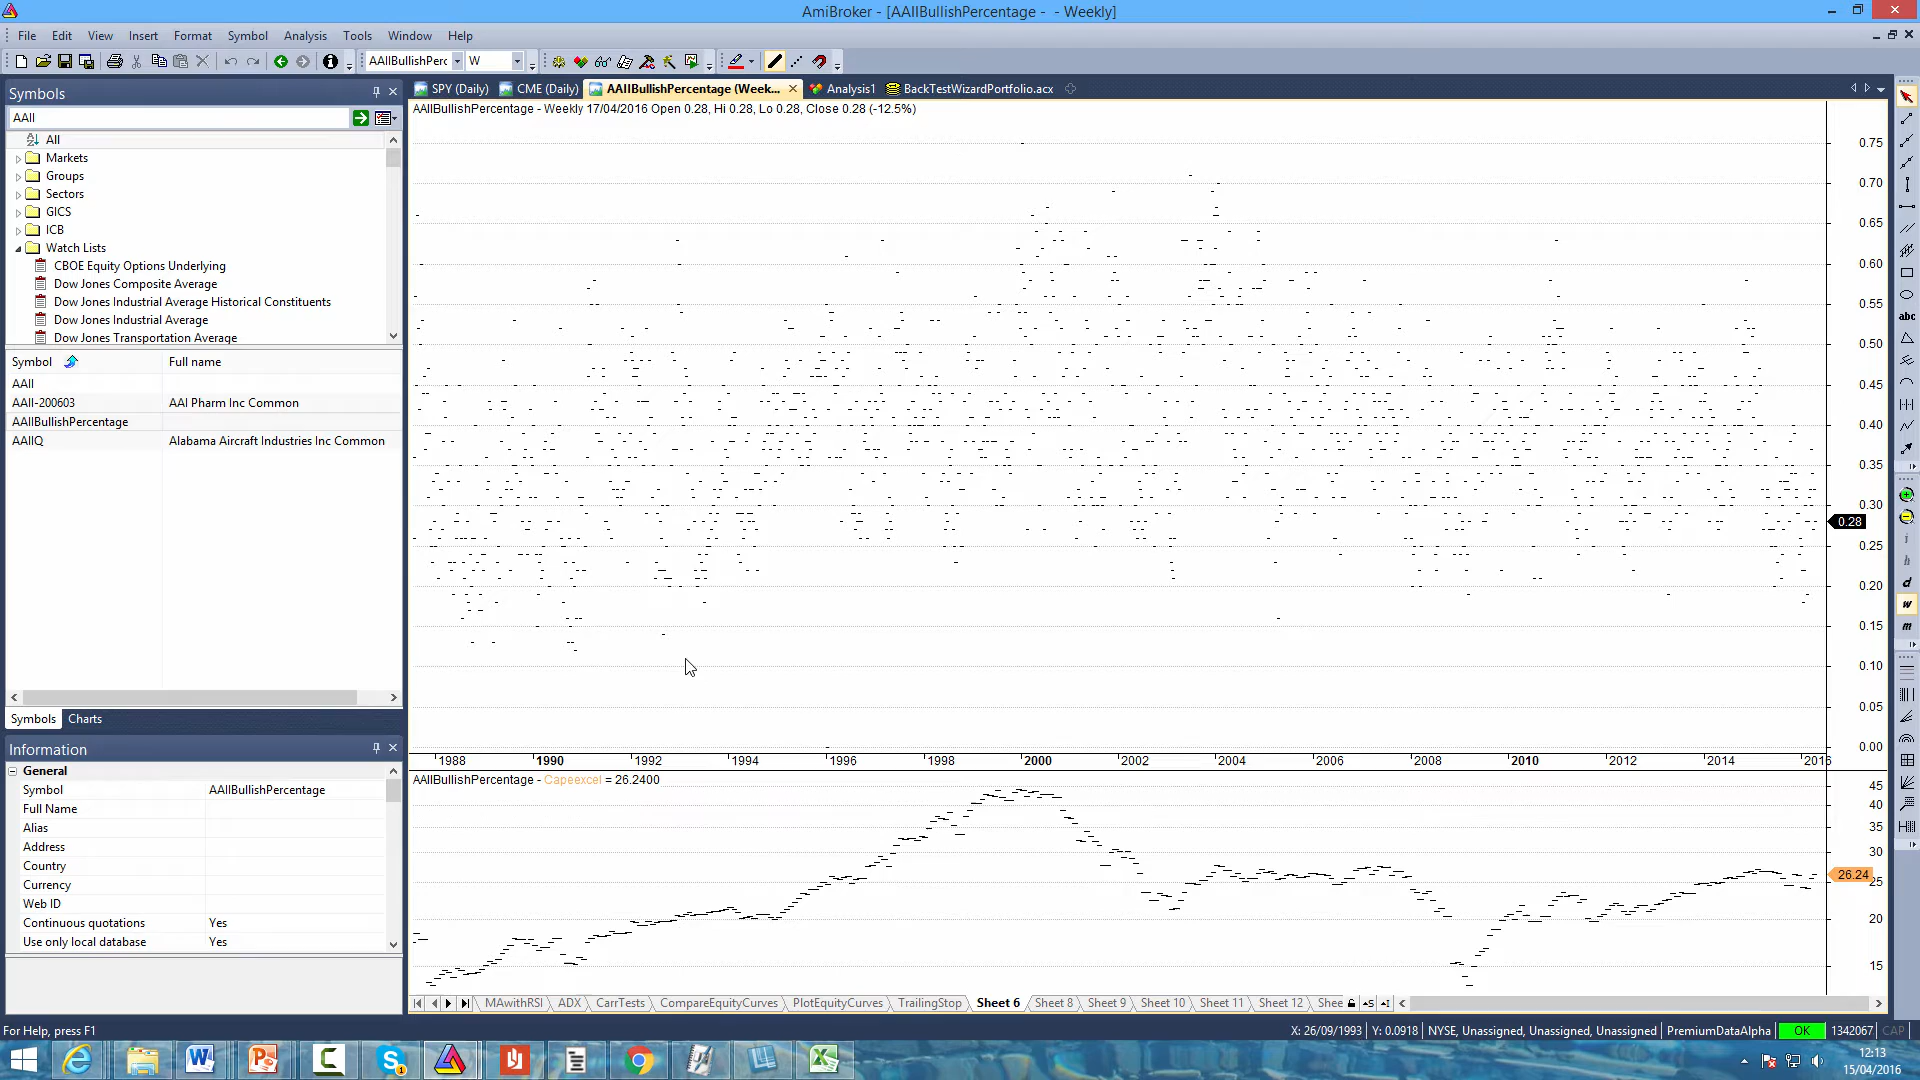 AmiBroker - [AAIIBullishPercentage -  - Weekly]
File Edit View Insert Format Symbol Analysis Tools Window Help
AAIIBullishPerc W
Symbols
SPY (Daily) CME (Daily) AAIIBullishPercentage (Week... Analysis1 BackTestWizardPortfolio.acx
AAII
AAIIBullishPercentage - Weekly 17/04/2016 Open 0.28, Hi 0.28, Lo 0.28, Close 0.28 (-12.5%)
All
Markets
Groups
Sectors
GICS
ICB
Watch Lists
CBOE Equity Options Underlying
Dow Jones Composite Average
Dow Jones Industrial Average Historical Constituents
Dow Jones Industrial Average
Dow Jones Transportation Average
Symbol Full name
AAII
AAII-200603 AAI Pharm Inc Common
AAIIBullishPercentage
AAIIQ Alabama Aircraft Industries Inc Common
Symbols Charts
0.75
0.70
0.65
0.60
0.55
0.50
0.45
0.40
0.35
0.30
0.28
0.25
0.20
0.15
0.10
0.05
0.00
1988 1990 1992 1994 1996 1998 2000 2002 2004 2006 2008 2010 2012 2014 2016
abc
i
h
d
w
m
Information
General
Symbol AAIIBullishPercentage
Full Name
Alias
Address
Country
Currency
Web ID
Continuous quotations Yes
Use only local database Yes
AAIIBullishPercentage - Capeexcel = 26.2400
45
40
35
30
26.24
25
20
15
MAwithRSI ADX CarrTests CompareEquityCurves PlotEquityCurves TrailingStop Sheet 6 Sheet 8 Sheet 9 Sheet 10 Sheet 11 Sheet 12 Shee
For Help, press F1
X: 26/09/1993 Y: 0.0918 NYSE, Unassigned, Unassigned, Unassigned PremiumDataAlpha OK 1342067 CAP
12:13
15/04/2016